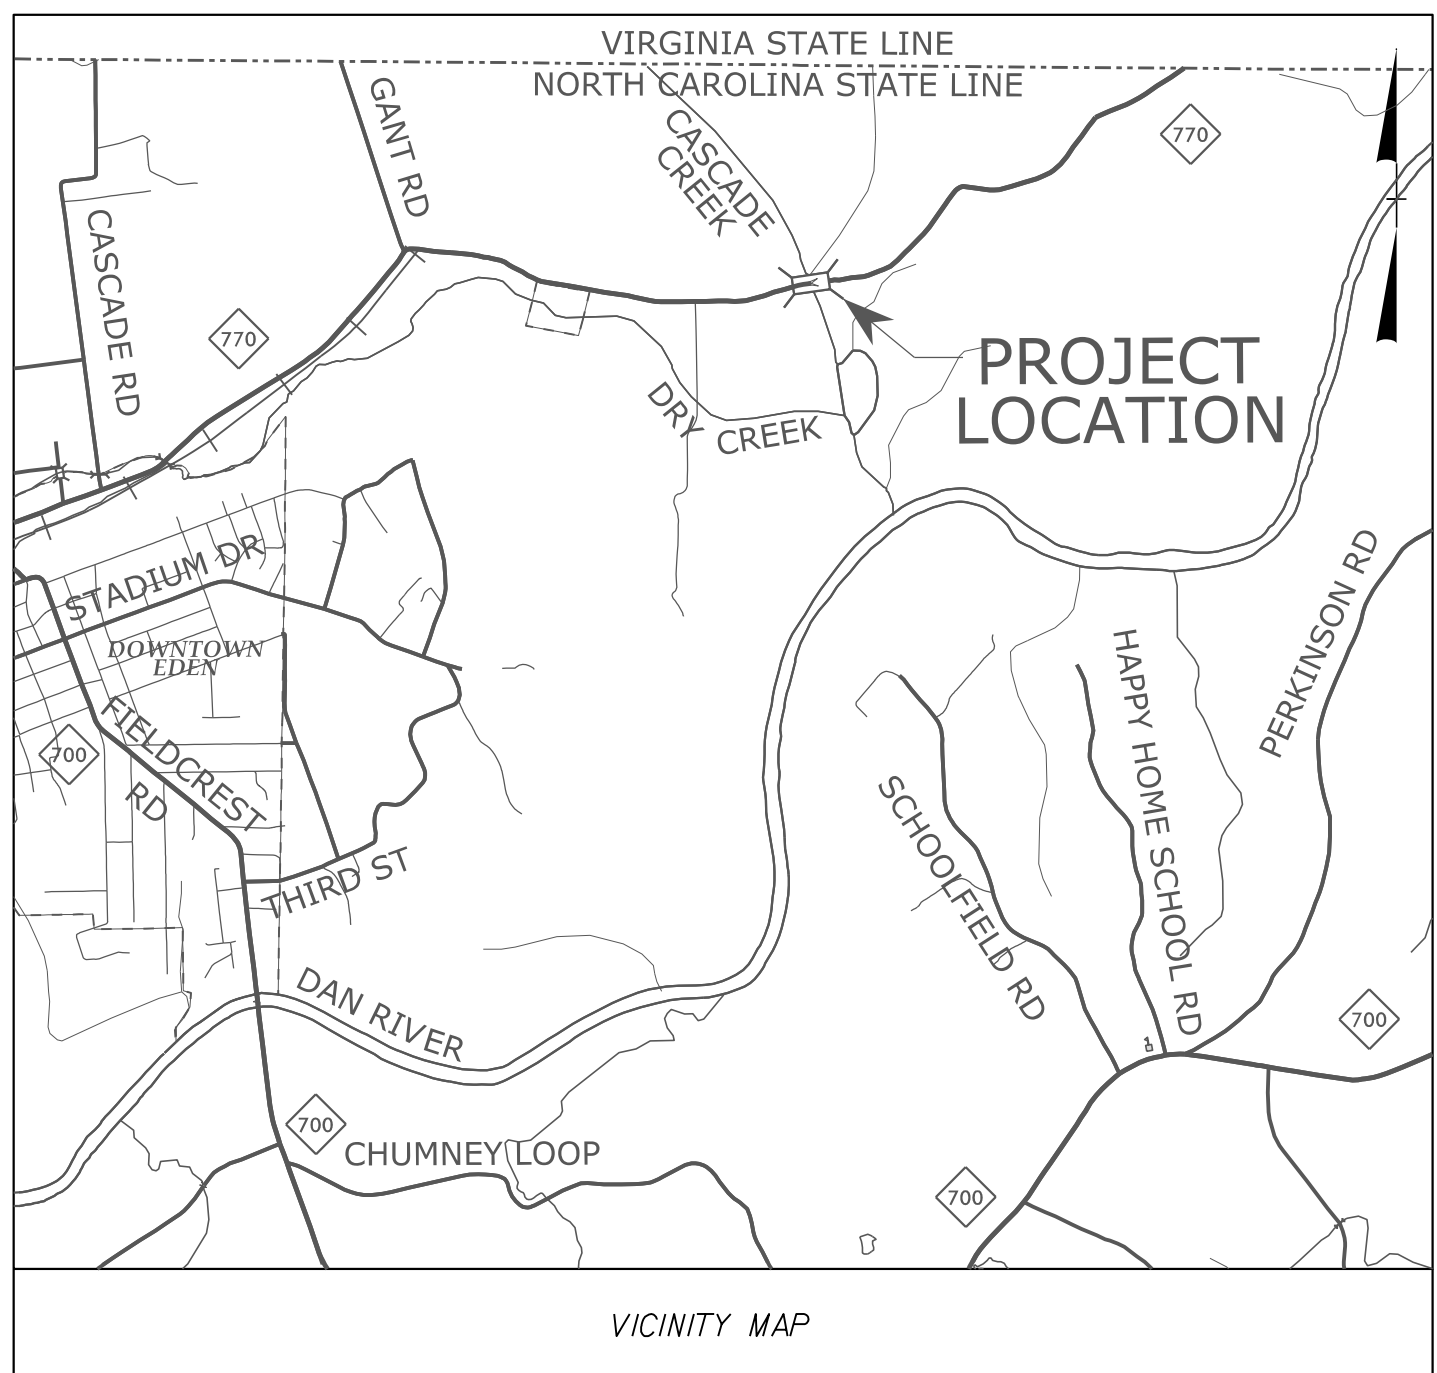 VIRGINIA STATE LINE
NORTH CAROLINA STATE LINE
GANT RD
CASCADE
CREEK
770
CASCADE RD
770
PROJECT
LOCATION
DRY CREEK
STADIUM DR
DOWNTOWN
EDEN
PERKINSON RD
HAPPY HOME SCHOOL RD
FIELDCREST
RD
700
SCHOOLFIELD RD
THIRD ST
DAN RIVER
700
700
CHUMNEY LOOP
700
VICINITY MAP